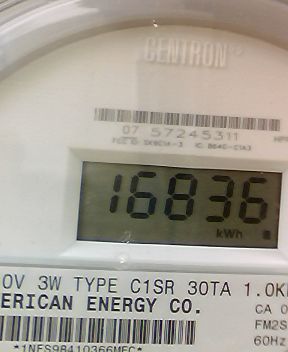 CENTRON
07 57245311
16836
kWh
0V 3W TYPE C1SR 30TA 1.0K
ERICAN ENERGY CO.
CA 0
FM2S
60Hz
*1NFS98410366MFC*